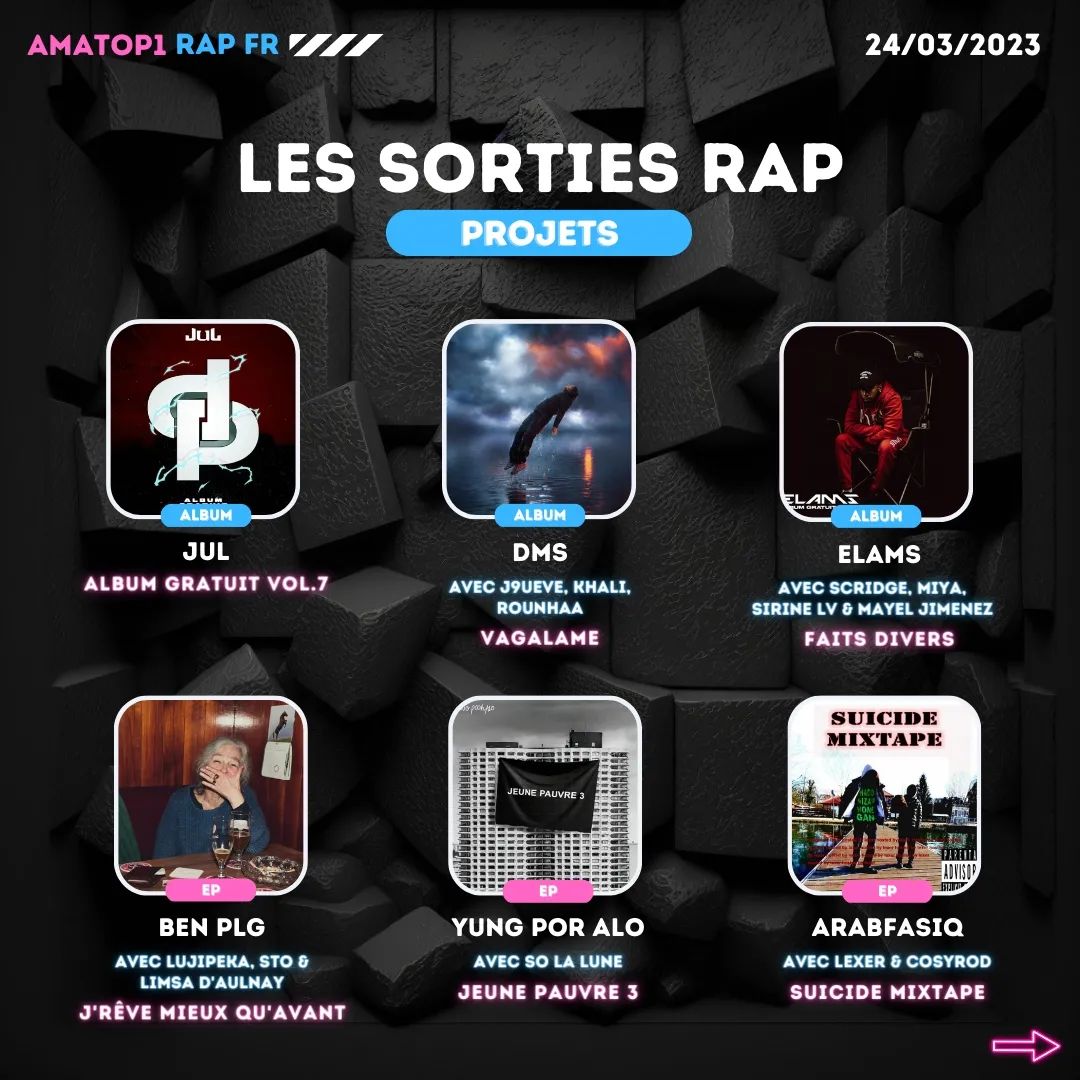 AMATOP1 RAP FR
24/03/2023
LES SORTIES RAP
PROJETS
JUL
ALBUM
ALBUM
JUL
ALBUM GRATUIT VOL.7
ALBUM
DMS
AVEC J9UEVE, KHALI,
ROUNHAA
VAGALAME
ELAMS
ALBUM GRATUIT
ALBUM
ELAMS
AVEC SCRIDGE, MIYA,
SIRINE LV & MAYEL JIMENEZ
FAITS DIVERS
EP
BEN PLG
AVEC LUJIPEKA, STO &
LIMSA D'AULNAY
J'RÊVE MIEUX QU'AVANT
JEUNE PAUVRE 3
EP
YUNG POR ALO
AVEC SO LA LUNE
JEUNE PAUVRE 3
SUICIDE
MIXTAPE
EP
ARABFASIQ
AVEC LEXER & COSYROD
SUICIDE MIXTAPE